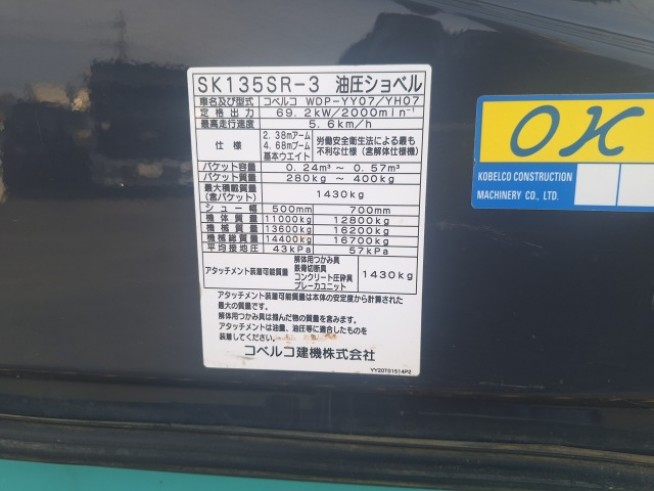 SK135SR-3 油圧ショベル
車名及び型式 コベルコ WDP-YY07/YH07
定格出力 69.2kW/2000min⁻¹
最高走行速度 5.6km/h
仕様 2.38mアーム 4.68mブーム 基本ウエイト 労働安全衛生法による最も不利な仕様(含解体仕様機)
バケット容量 0.24m³ ～ 0.57m³
バケット質量 280kg ～ 400kg
最大積載質量(含バケット) 1430kg
シュー幅 500mm 700mm
機体質量 11000kg 12800kg
機械質量 13600kg 16200kg
機械総質量 14400kg 16700kg
平均接地圧 43kPa 57kPa
アタッチメント装着可能質量 解体用つかみ具 鉄骨切断具 コンクリート圧砕具 ブレーカユニット 1430kg
アタッチメント装着可能質量は本体の安定度から計算された
最大の質量です。
解体用つかみ具は掴んだ物の質量を含みます。
アタッチメントは油量、油圧等に適合したものを
装着してください。
コベルコ建機株式会社
OK
KOBELCO CONSTRUCTION
MACHINERY CO., LTD.